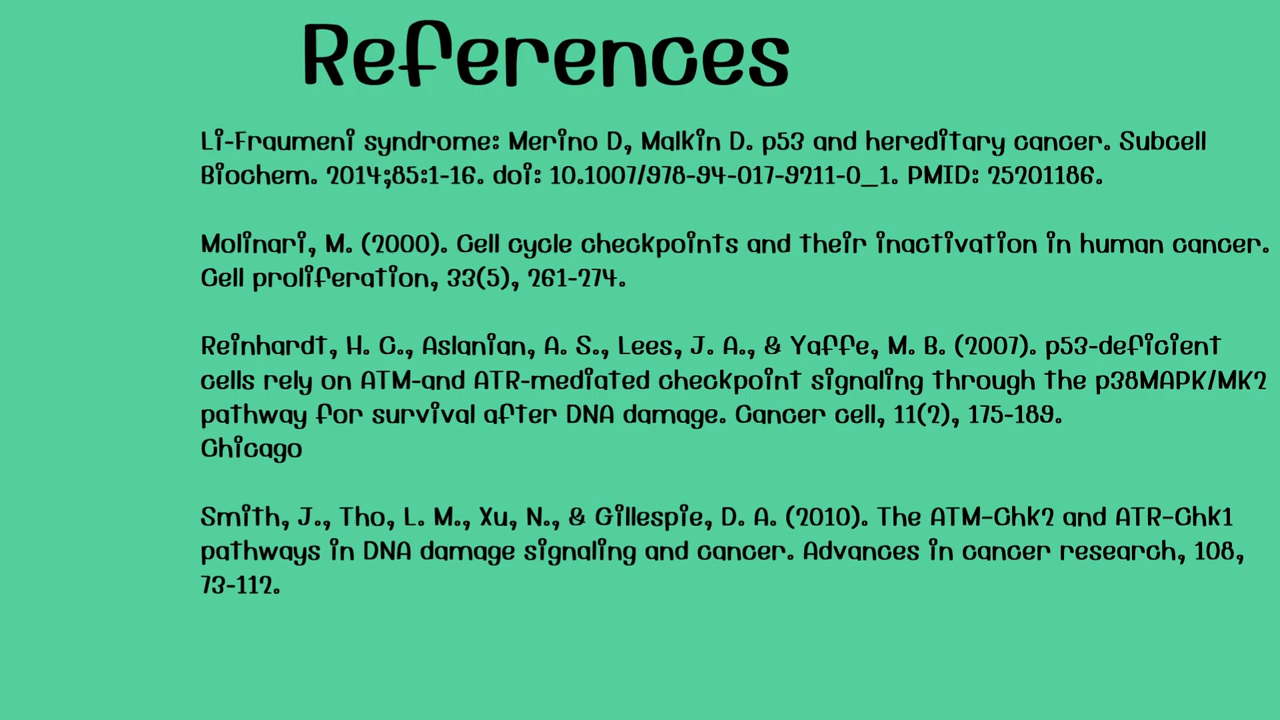 References
Li-Fraumeni syndrome: Merino D, Malkin D. p53 and hereditary cancer. Subcell
Biochem. 2014;85:1-16. doi: 10.1007/978-94-017-9211-0_1. PMID: 25201186.
Molinari, M. (2000). Cell cycle checkpoints and their inactivation in human cancer.
Cell proliferation, 33(5), 261-274.
Reinhardt, H. C., Aslanian, A. S., Lees, J. A., & Yaffe, M. B. (2007). p53-deficient
cells rely on ATM-and ATR-mediated checkpoint signaling through the p38MAPK/MK2
pathway for survival after DNA damage. Cancer cell, 11(2), 175-189.
Chicago
Smith, J., Tho, L. M., Xu, N., & Gillespie, D. A. (2010). The ATM–Chk2 and ATR–Chk1
pathways in DNA damage signaling and cancer. Advances in cancer research, 108,
73-112.